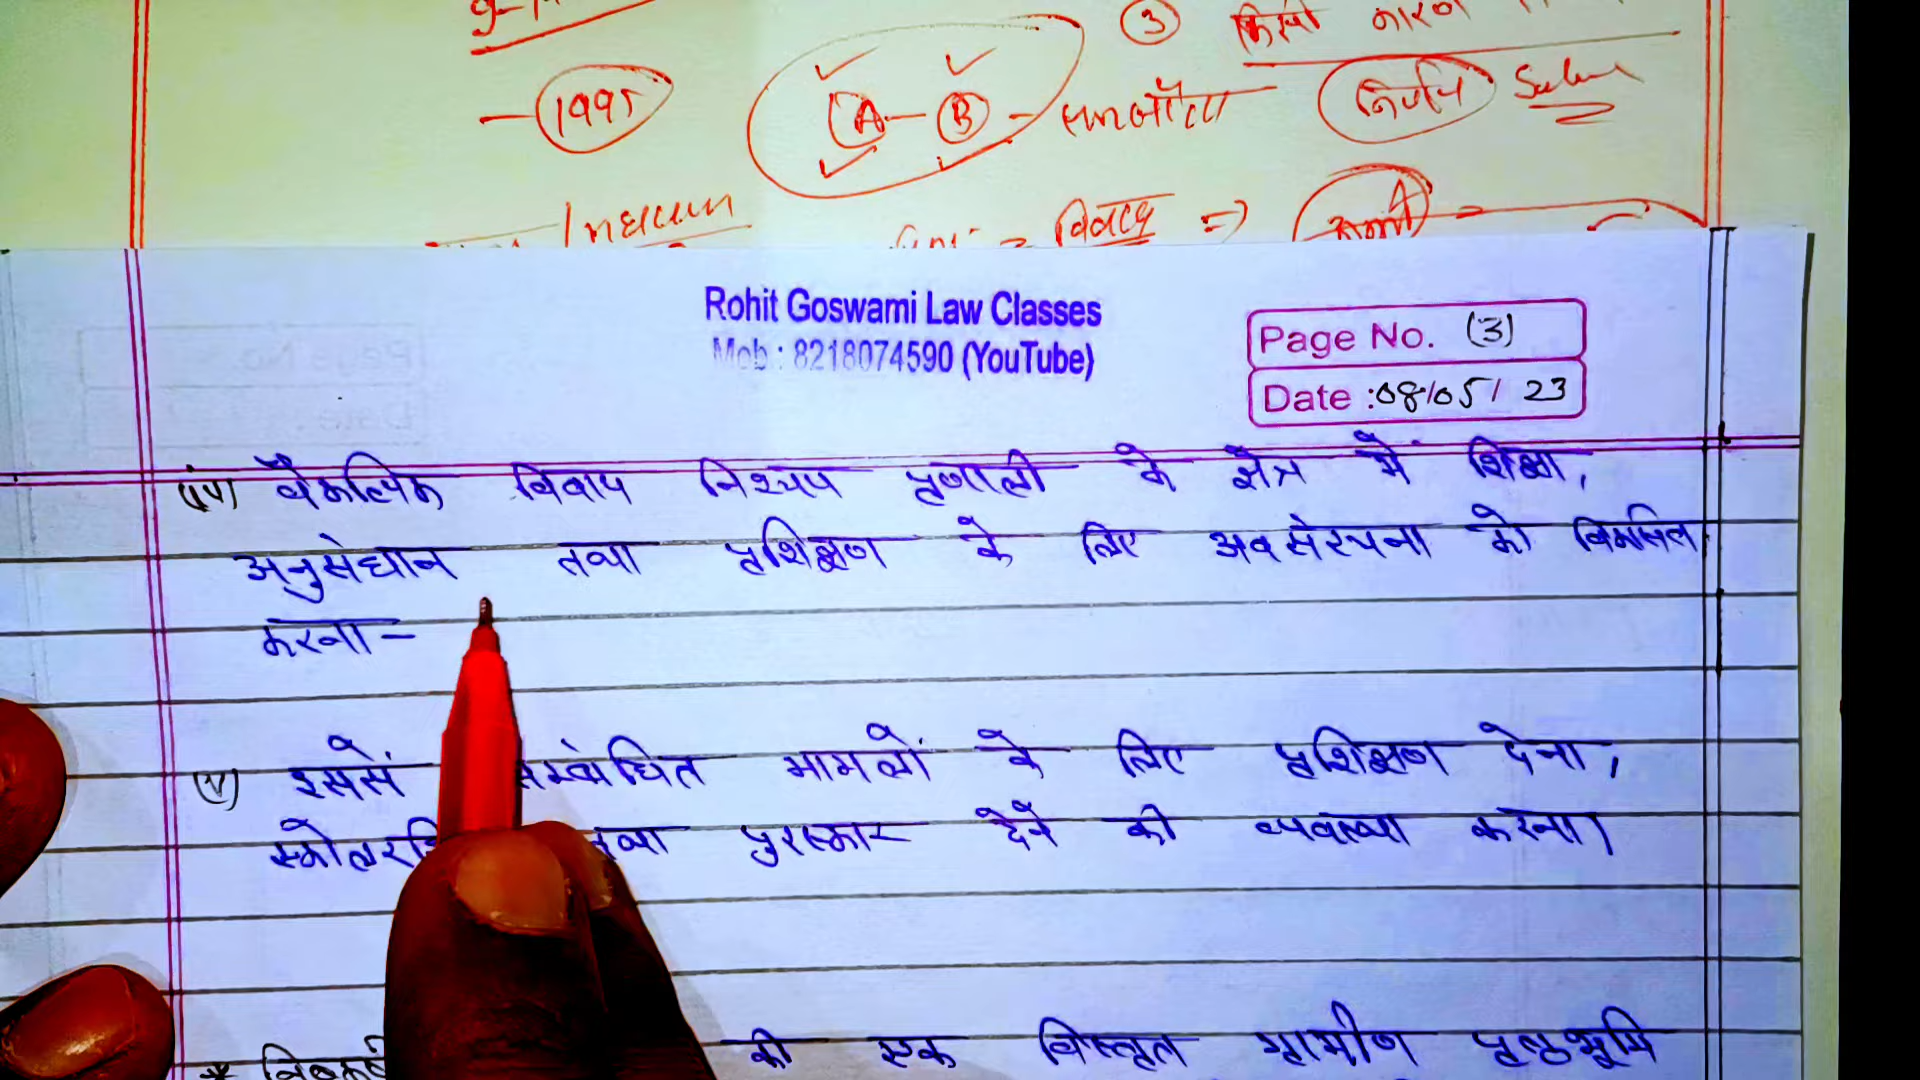 1995 A – B – समझौता निर्णय
विवाद =>
Rohit Goswami Law Classes
Mob : 8218074590 (YouTube)
Page No. (3)
Date : 08/05/ 23
(iv) वैकल्पिक विवाद निश्चय प्रणाली के क्षेत्र में शिक्षा,
अनुसंधान तथा प्रशिक्षण के लिए अवसंरचना को विकसित
करना –
(v) इससें सम्बंधित मामलों के लिए प्रशिक्षण देना,
तथा पुरस्कार देने की व्यवस्था करना।
की एक विस्तृत ग्रामीण पृष्ठभूमि